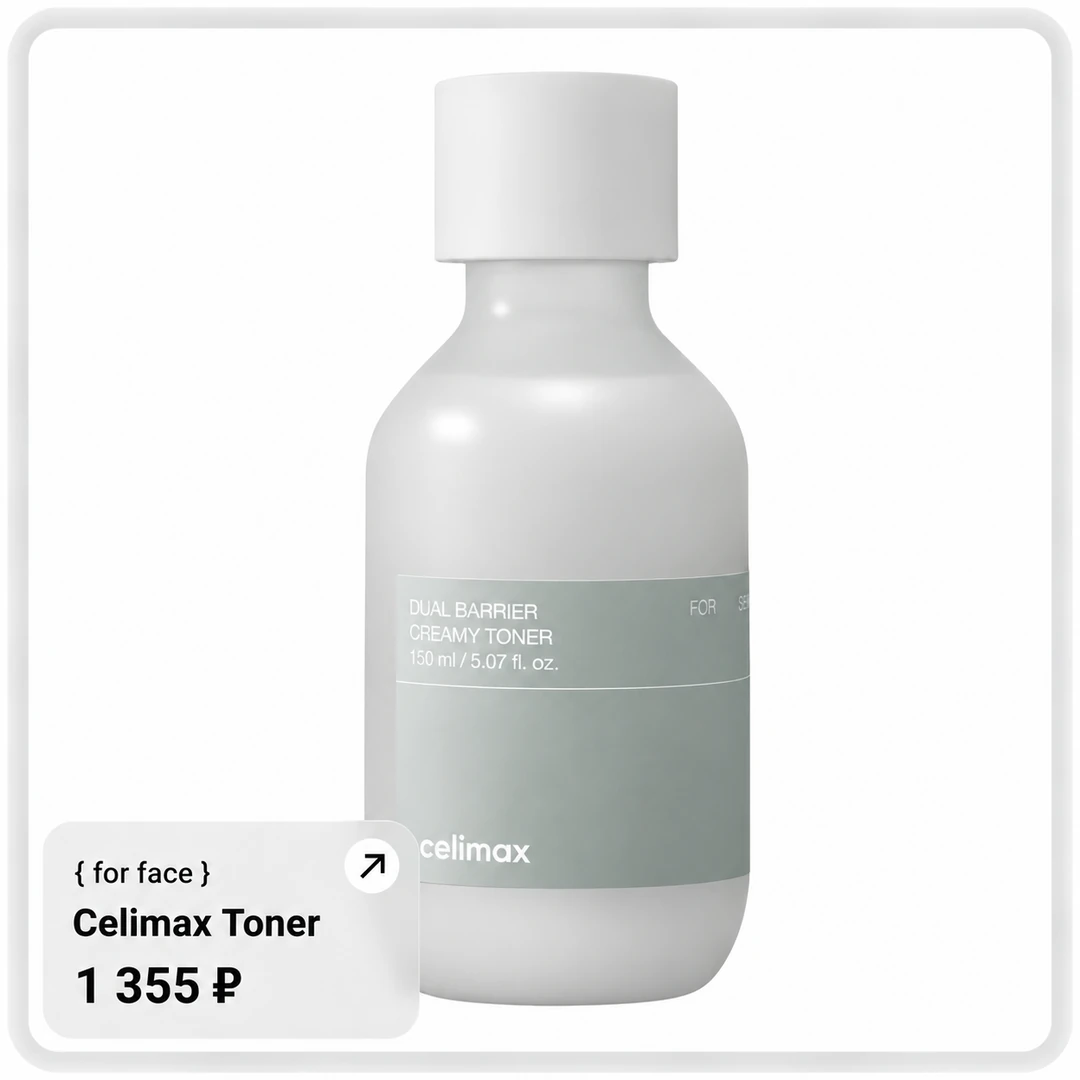 DUAL BARRIER
CREAMY TONER
150 ml / 5.07 fl. oz.
FOR
celimax
{ for face }
Celimax Toner
1 355 ₽